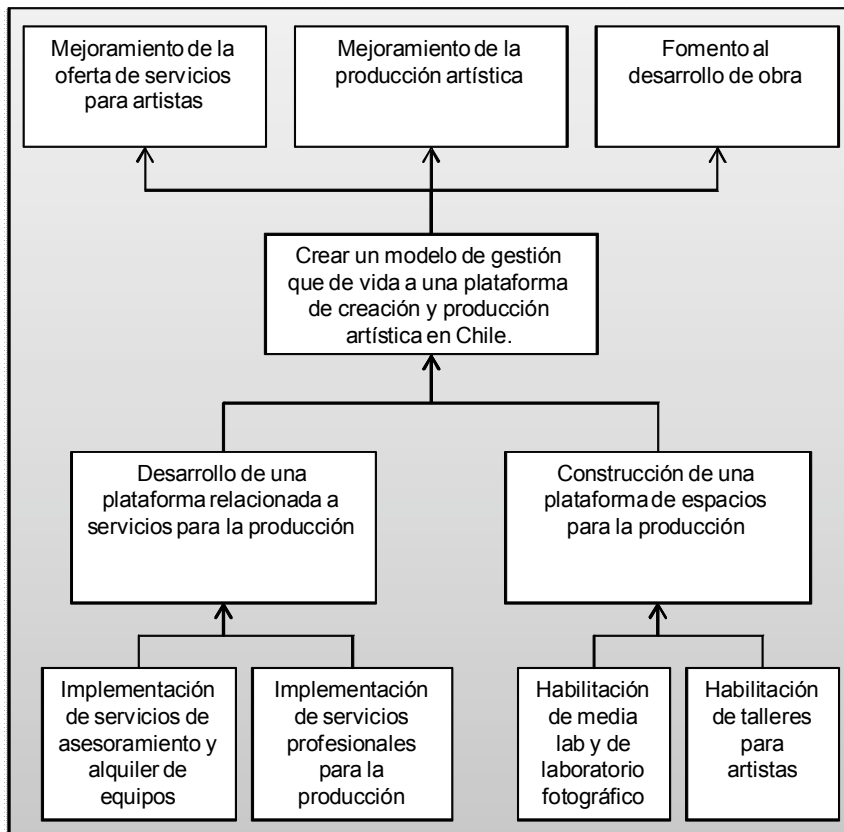 Mejoramiento de la
oferta de servicios
para artistas
Mejoramiento de la
producción artística
Fomento al
desarrollo de obra
Crear un modelo de gestión
que de vida a una plataforma
de creación y producción
artística en Chile.
Desarrollo de una
plataforma relacionada a
servicios para la producción
Construcción de una
plataforma de espacios
para la producción
Implementación
de servicios de
asesoramiento y
alquiler de
equipos
Implementación
de servicios
profesionales
para la
producción
Habilitación
de media
lab y de
laboratorio
fotográfico
Habilitación
de talleres
para
artistas